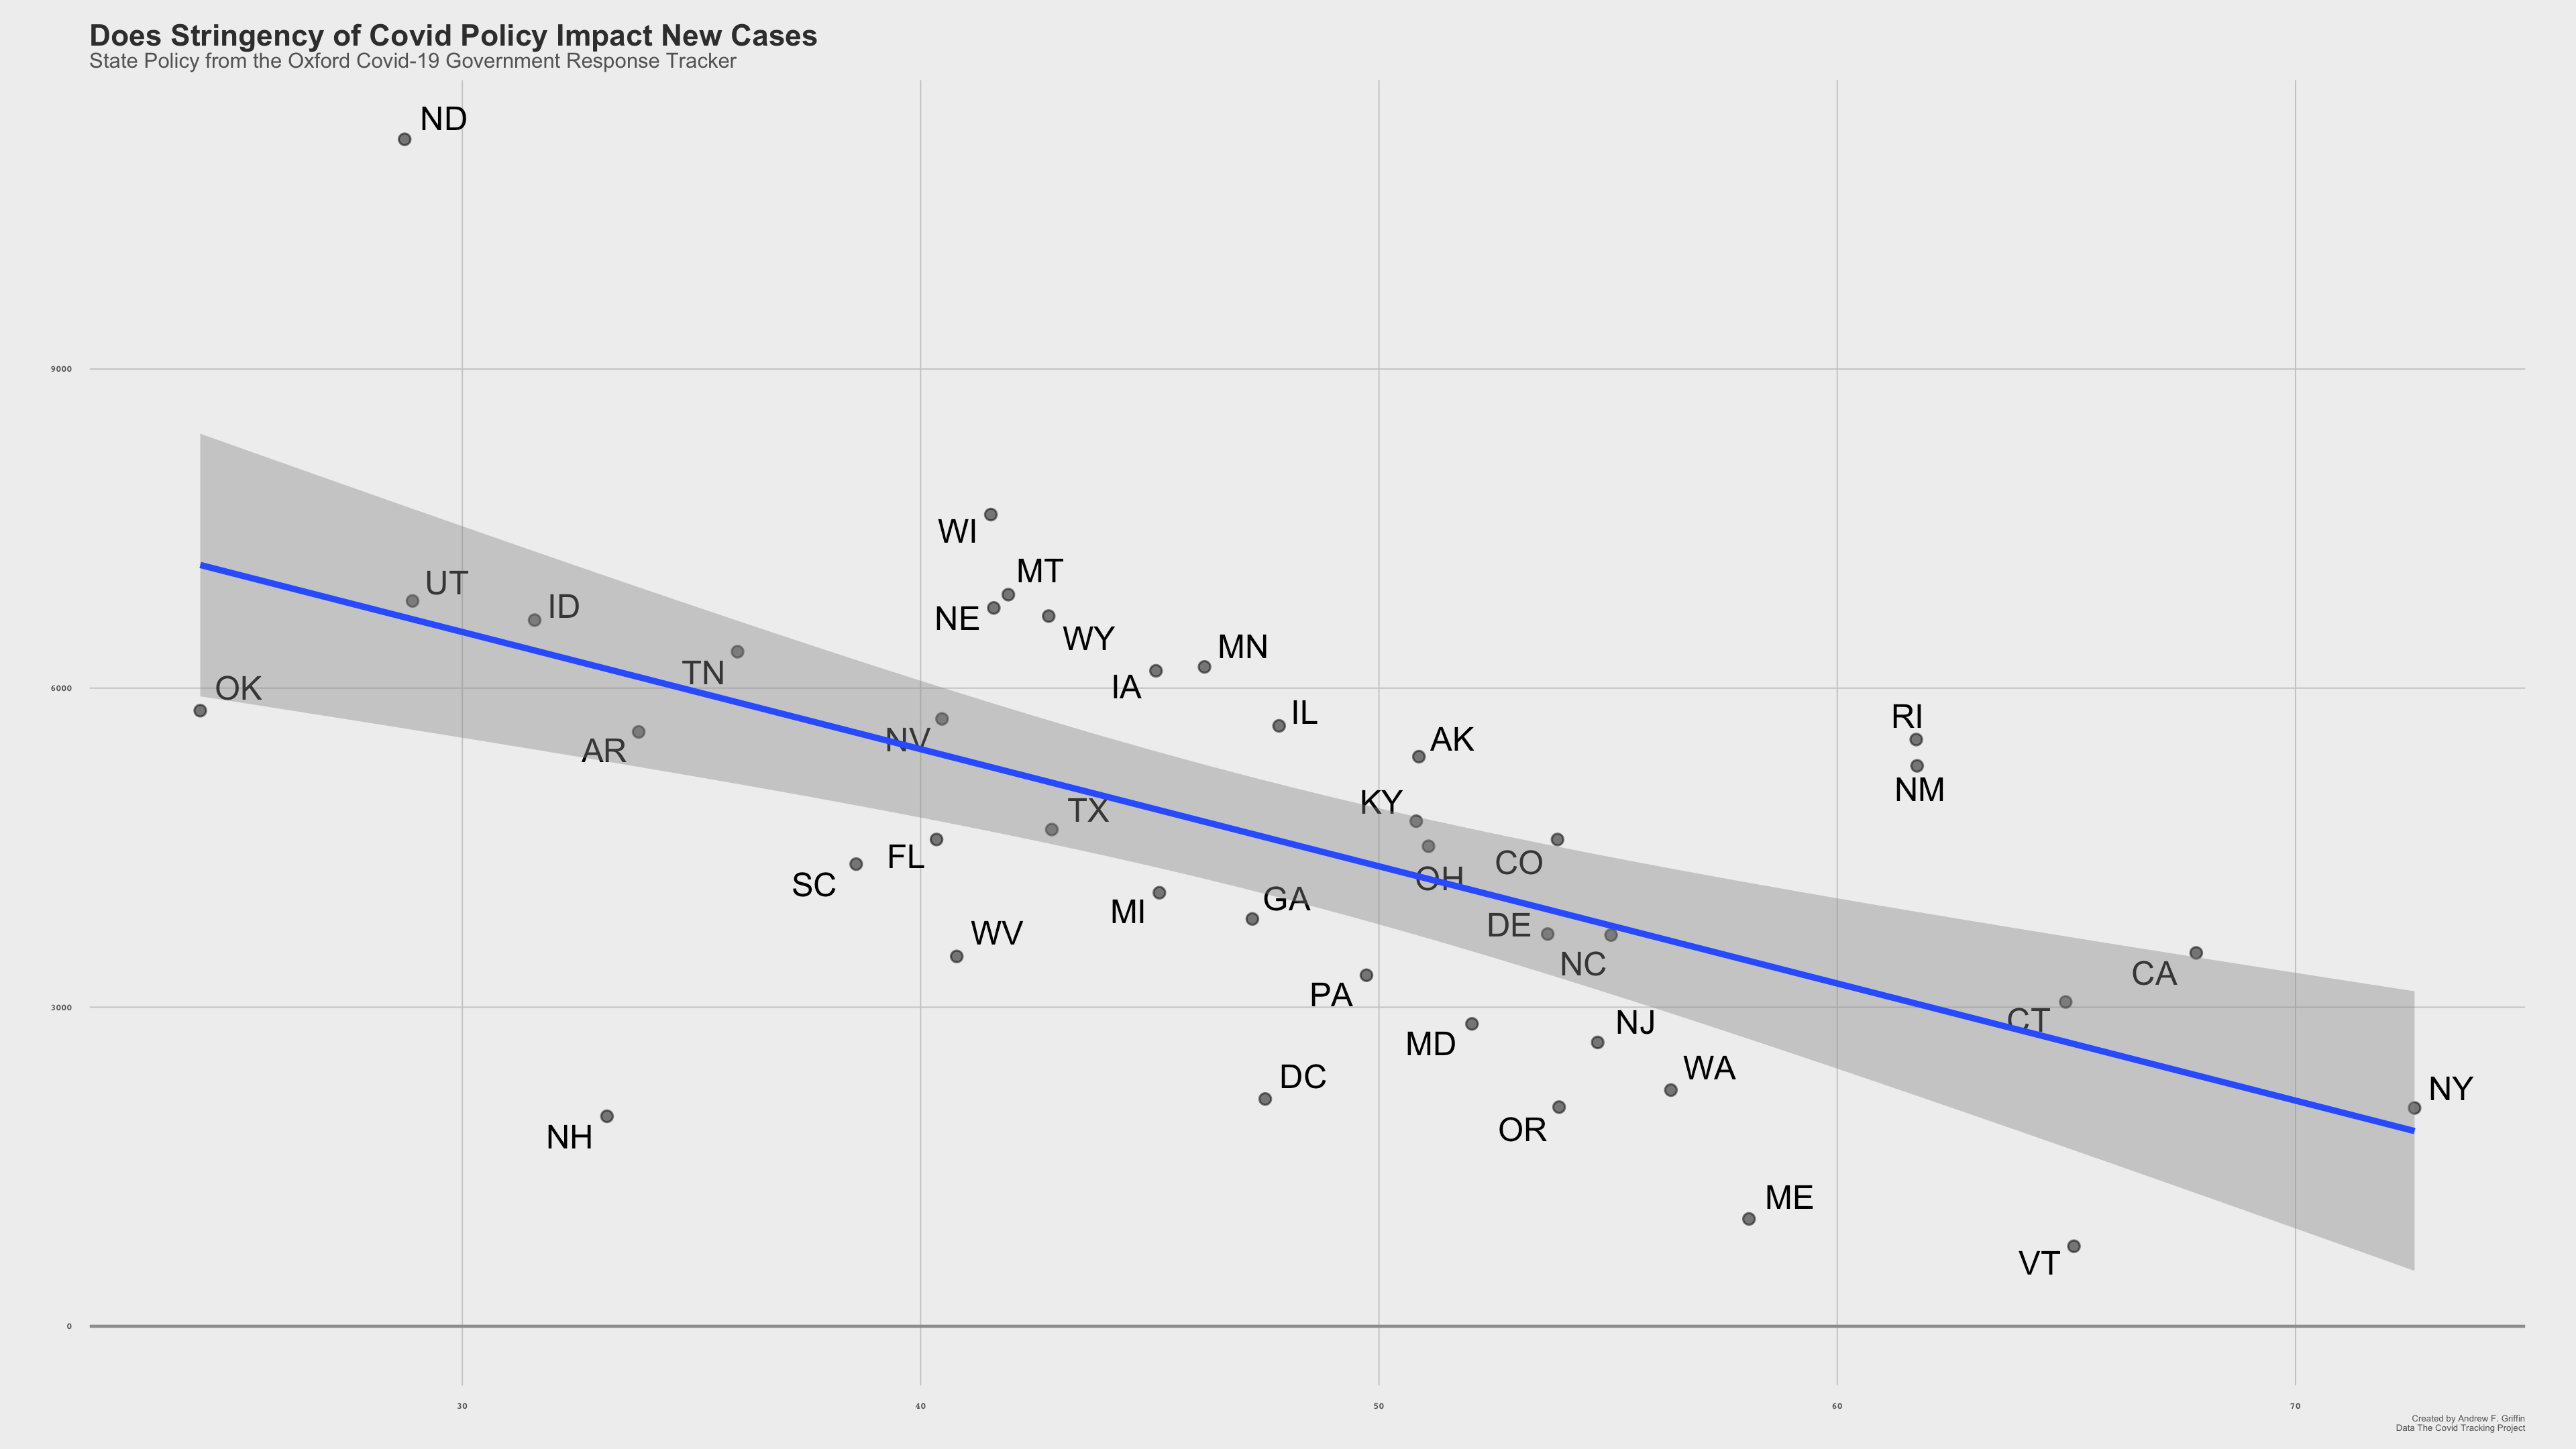 Does Stringency of Covid Policy Impact New Cases
State Policy from the Oxford Covid-19 Government Response Tracker
ND
9000
WI
MT
UT
ID
NE
WY
MN
TN
IA
6000
OK
IL
RI
AR
NV
AK
NM
TX
KY
FL
CO
SC
OH
GA
MI
DE
WV
NC
CA
PA
3000
CT
NJ
MD
WA
DC
NY
OR
NH
ME
VT
0
30
40
50
60
70
Created by Andrew F. Griffin
Data The Covid Tracking Project